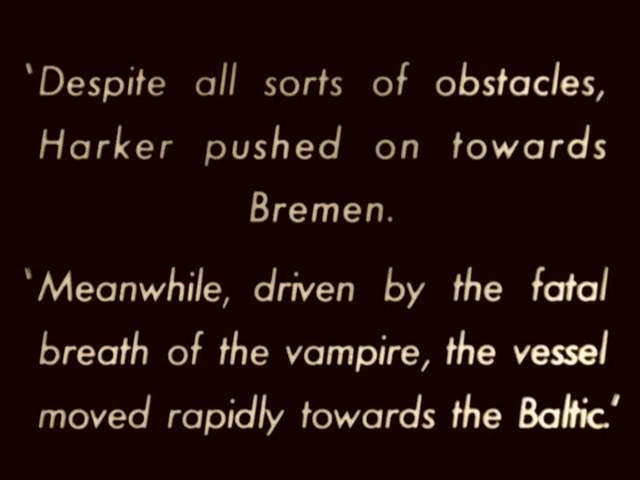 'Despite all sorts of obstacles,
Harker pushed on towards
Bremen.
'Meanwhile, driven by the fatal
breath of the vampire, the vessel
moved rapidly towards the Baltic.'